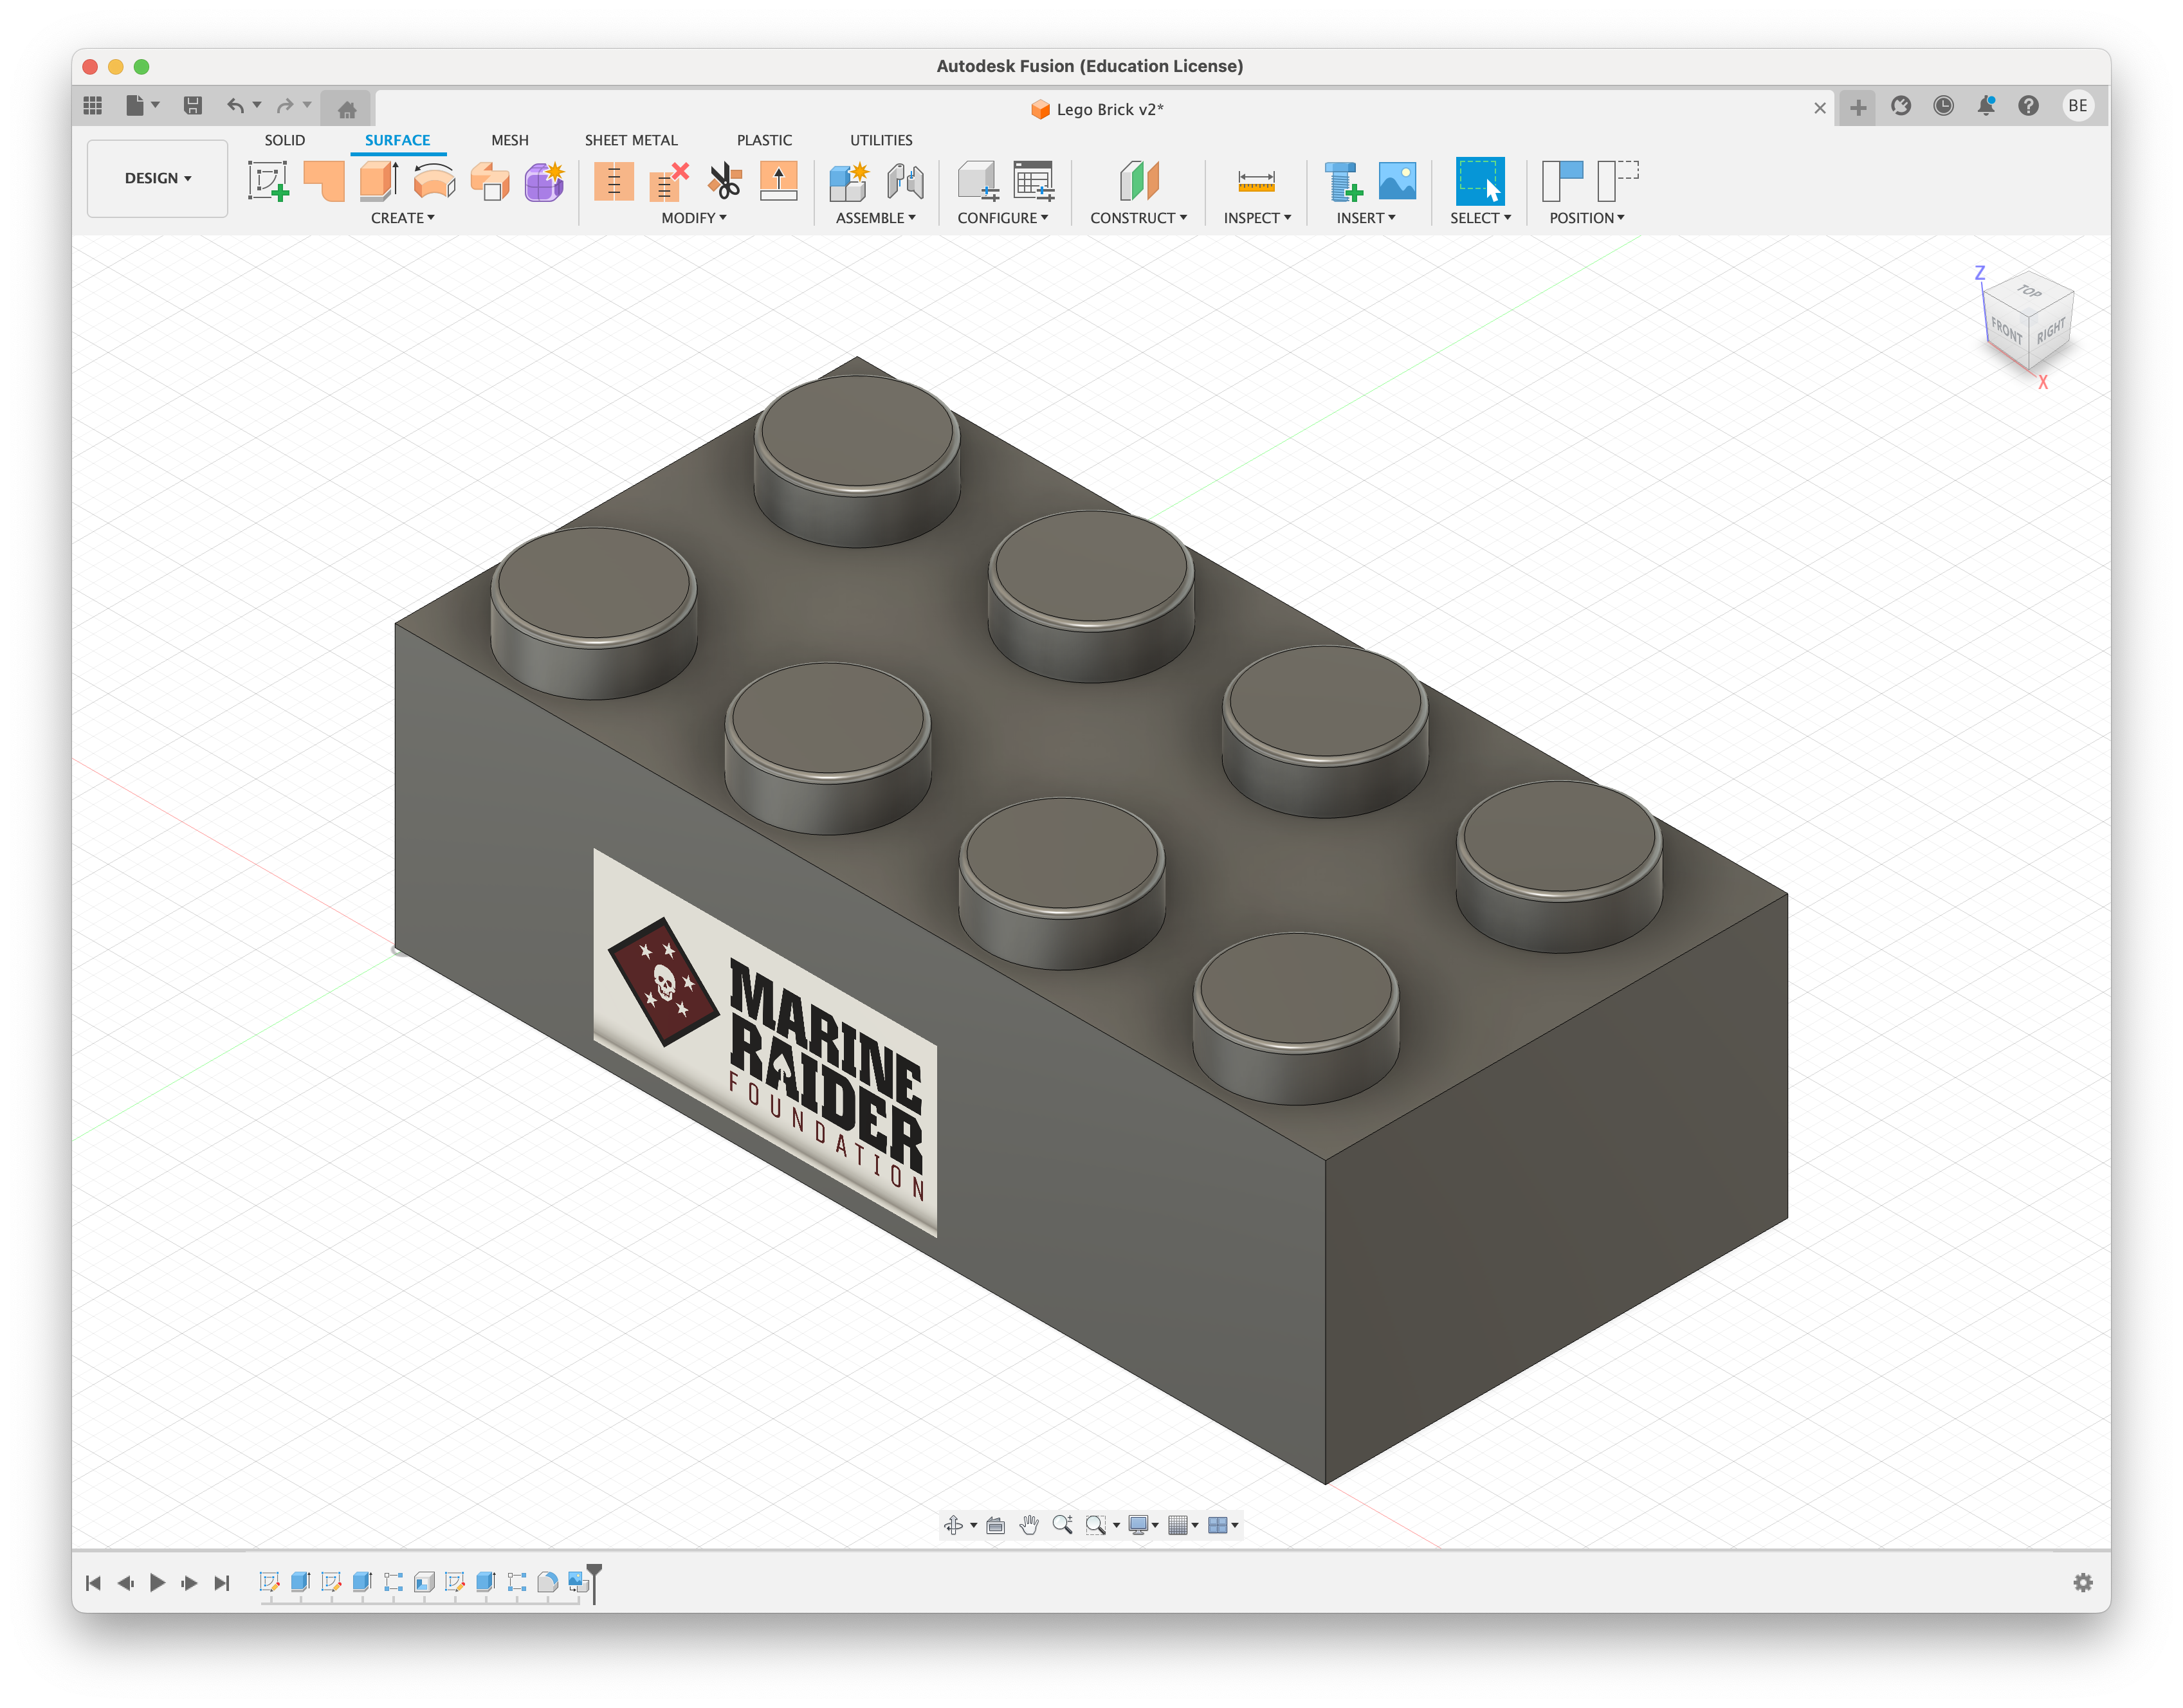 Autodesk Fusion (Education License)
Lego Brick v2*
BE
DESIGN
SOLID
SURFACE
MESH
SHEET METAL
PLASTIC
UTILITIES
CREATE
MODIFY
ASSEMBLE
CONFIGURE
CONSTRUCT
INSPECT
INSERT
SELECT
POSITION
Z
TOP
FRONT
RIGHT
X
MARINE
RAIDER
FOUNDATION